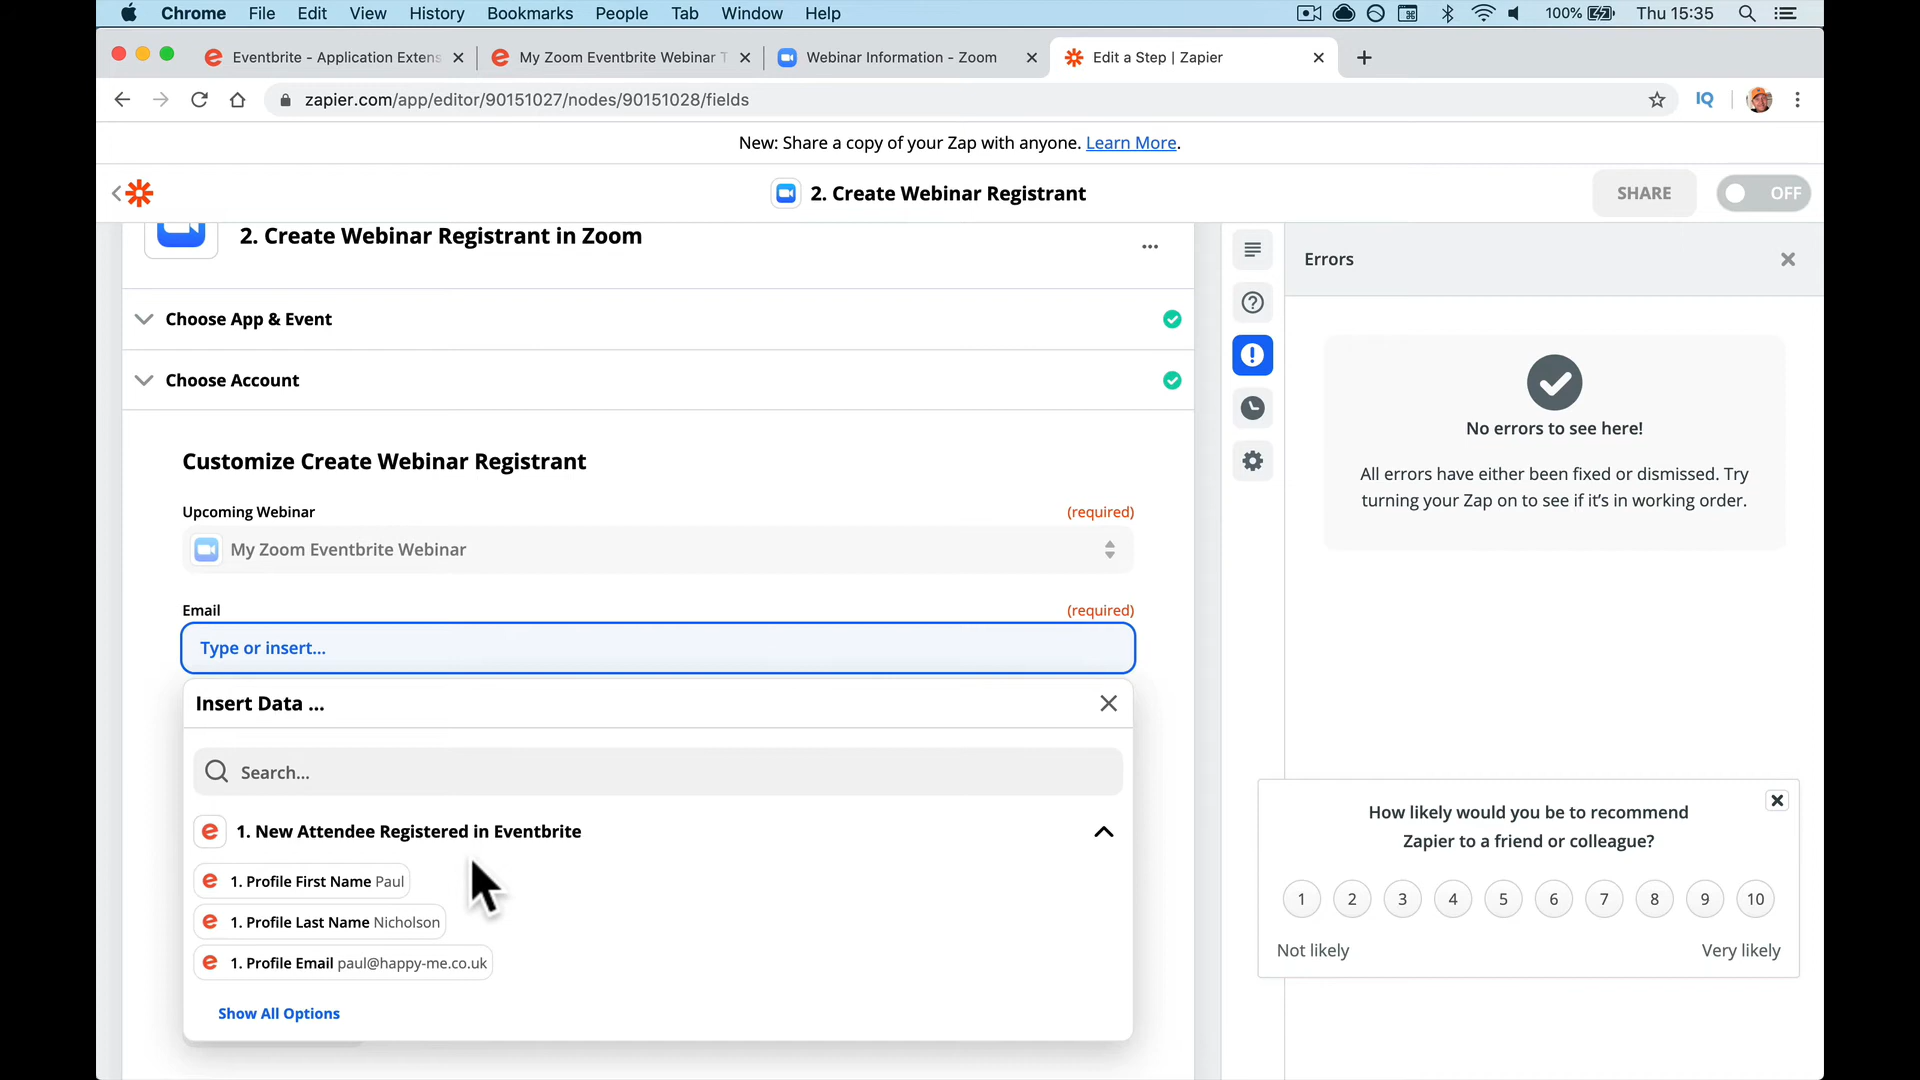 Chrome File Edit View History Bookmarks People Tab Window Help 100% Thu 15:35
Eventbrite - Application Extens My Zoom Eventbrite Webinar T Webinar Information - Zoom Edit a Step | Zapier
zapier.com/app/editor/90151027/nodes/90151028/fields IQ
New: Share a copy of your Zap with anyone. Learn More.
2. Create Webinar Registrant SHARE OFF
2. Create Webinar Registrant in Zoom
Choose App & Event
Choose Account
Customize Create Webinar Registrant
Upcoming Webinar (required)
My Zoom Eventbrite Webinar
Email (required)
Type or insert...
Insert Data ...
Search...
1. New Attendee Registered in Eventbrite
1. Profile First Name Paul
1. Profile Last Name Nicholson
1. Profile Email paul@happy-me.co.uk
Show All Options
Errors
No errors to see here!
All errors have either been fixed or dismissed. Try
turning your Zap on to see if it's in working order.
How likely would you be to recommend
Zapier to a friend or colleague?
1 2 3 4 5 6 7 8 9 10
Not likely Very likely